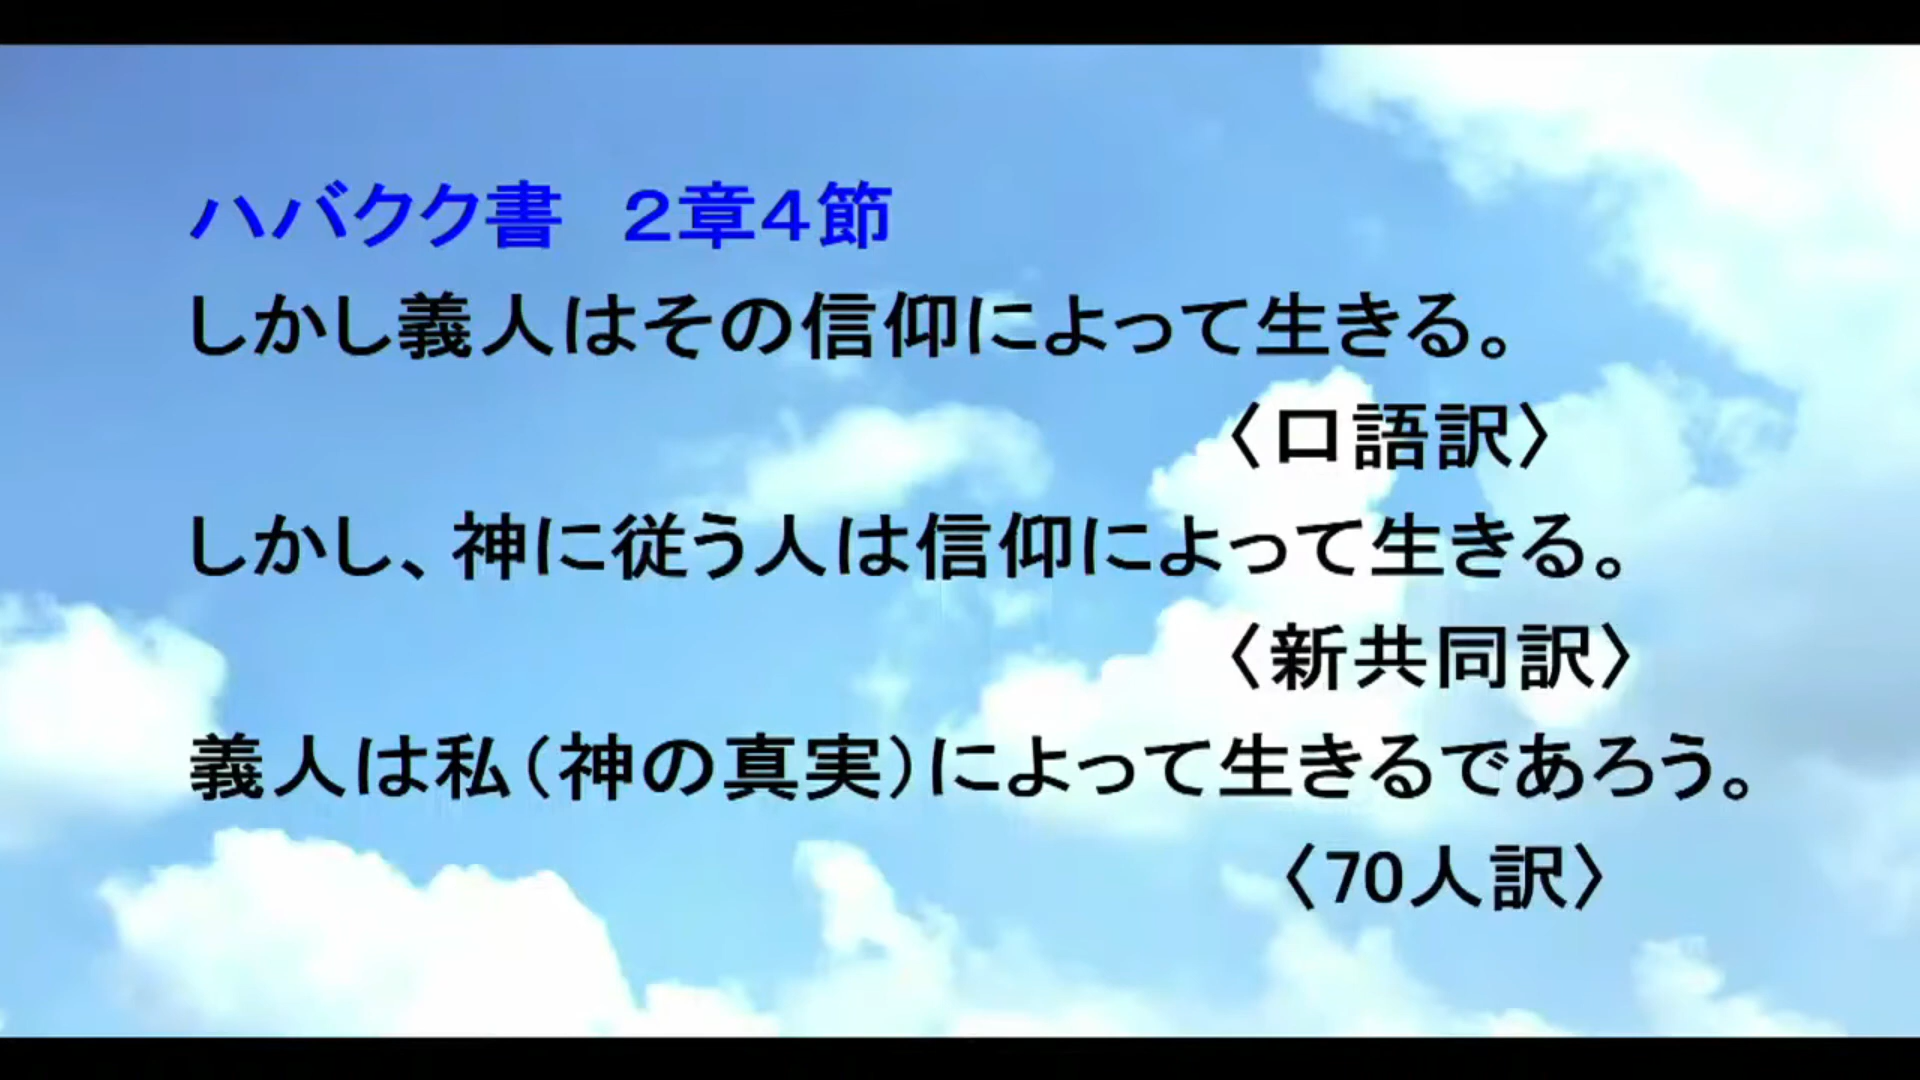 ハバクク書　２章４節
しかし義人はその信仰によって生きる。
〈口語訳〉
しかし、神に従う人は信仰によって生きる。
〈新共同訳〉
義人は私（神の真実）によって生きるであろう。
〈70人訳〉